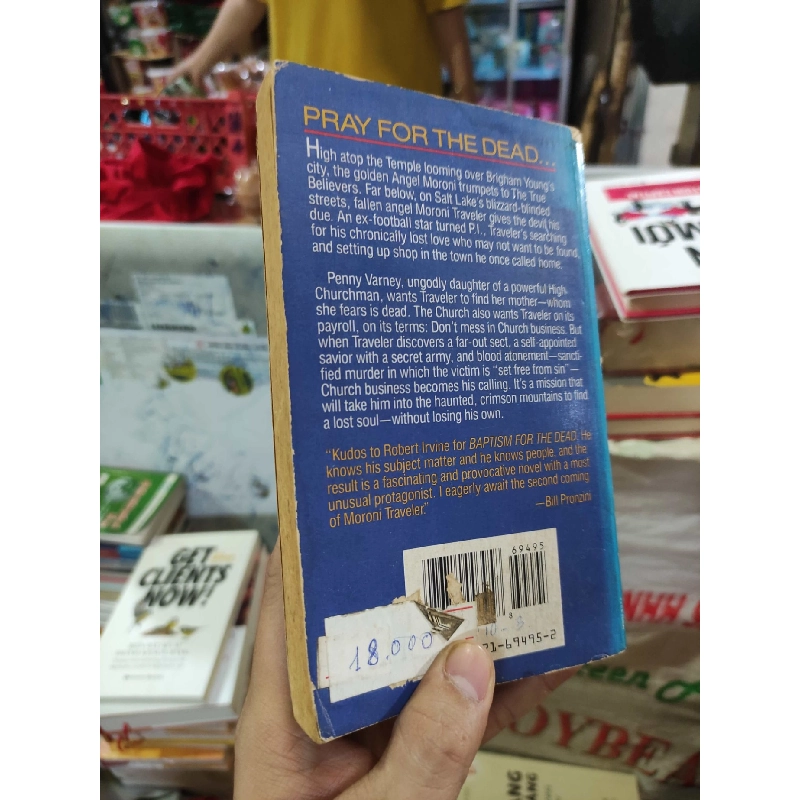 PRAY FOR THE DEAD...
High atop the Temple looming over Brigham Young's
city, the golden Angel Moroni trumpets to The True
Believers. Far below, on Salt Lake's blizzard-blinded
streets, fallen angel Moroni Traveler gives the devil his
due. An ex-football star turned P.I., Traveler's searching
for his chronically lost love who may not want to be found,
and setting up shop in the town he once called home.
Penny Varney, ungodly daughter of a powerful High
Churchman, wants Traveler to find her mother—whom
she fears is dead. The Church also wants Traveler on its
payroll, on its terms: Don't mess in Church business. But
when Traveler discovers a far-out sect, a self-appointed
savior with a secret army, and blood atonement—sancti-
fied murder in which the victim is "set free from sin"—
Church business becomes his calling. It's a mission that
will take him into the haunted, crimson mountains to find
a lost soul—without losing his own.
"Kudos to Robert Irvine for BAPTISM FOR THE DEAD. He
knows his subject matter and he knows people, and the
result is a fascinating and provocative novel with a most
unusual protagonist. I eagerly await the second coming
of Moroni Traveler."
—Bill Pronzini
69495
8
18.000
1-69495-2
GET
CLIENTS
NOW!